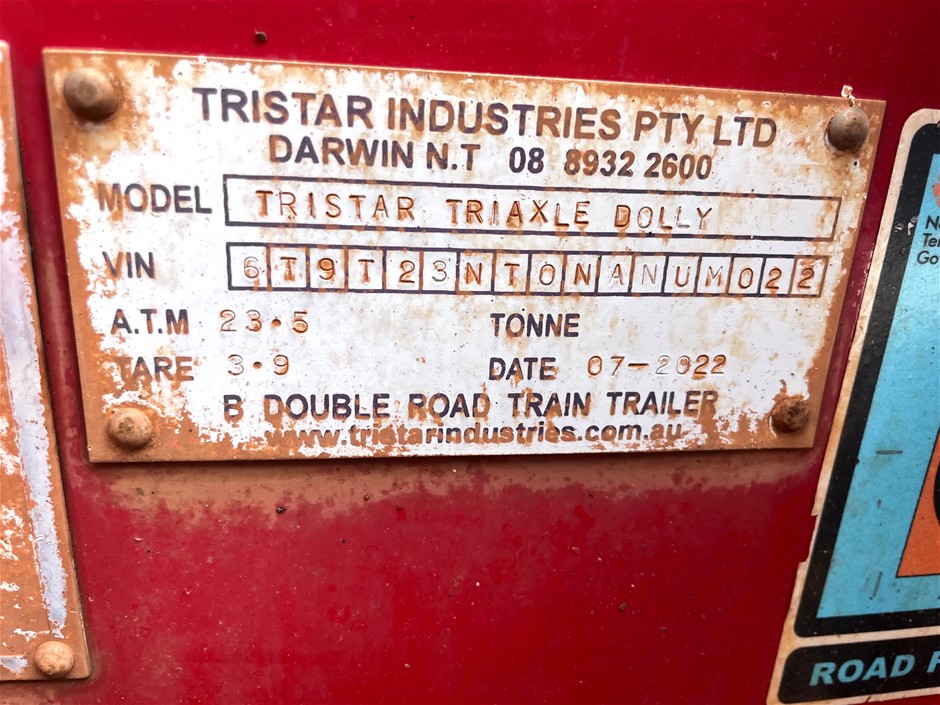 TRISTAR INDUSTRIES PTY LTD
DARWIN N.T 08 8932 2600
MODEL TRISTAR TRIAXLE DOLLY
VIN 6T9T23NTONANUM022
A.T.M 23.5 TONNE
TARE 3.9 DATE 07-2022
B DOUBLE ROAD TRAIN TRAILER
www.tristarindustries.com.au
ROAD